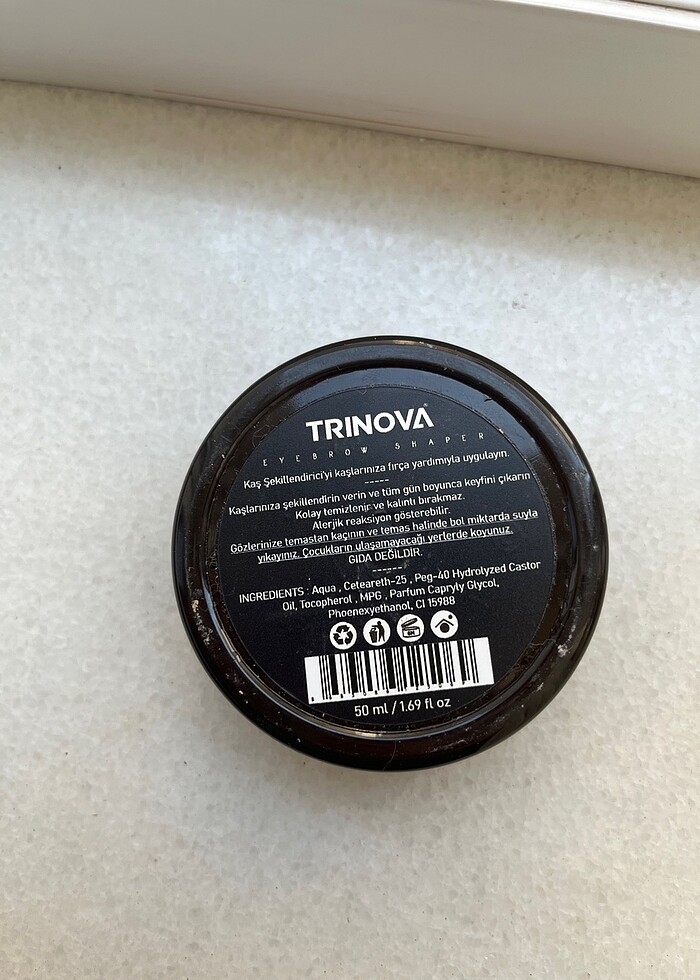 TRINOVA
EYEBROW SHAPER
Kaş Şekillendirici'yi kaşlarınıza fırça yardımıyla uygulayın.
-----
Kaşlarınıza şekillendirin verin ve tüm gün boyunca keyfini çıkarın
Kolay temizlenir ve kalıntı bırakmaz.
Alerjik reaksiyon gösterebilir.
Gözlerinize temastan kaçının ve temas halinde bol miktarda suyla
yıkayınız. Çocukların ulaşamayacağı yerlerde koyunuz.
GIDA DEĞİLDİR.
------
INGREDIENTS : Aqua , Ceteareth-25 , Peg-40 Hydrolyzed Castor
Oil, Tocopherol , MPG , Parfum Capryly Glycol,
Phoenexyethanol, CI 15988
50 ml / 1.69 fl oz